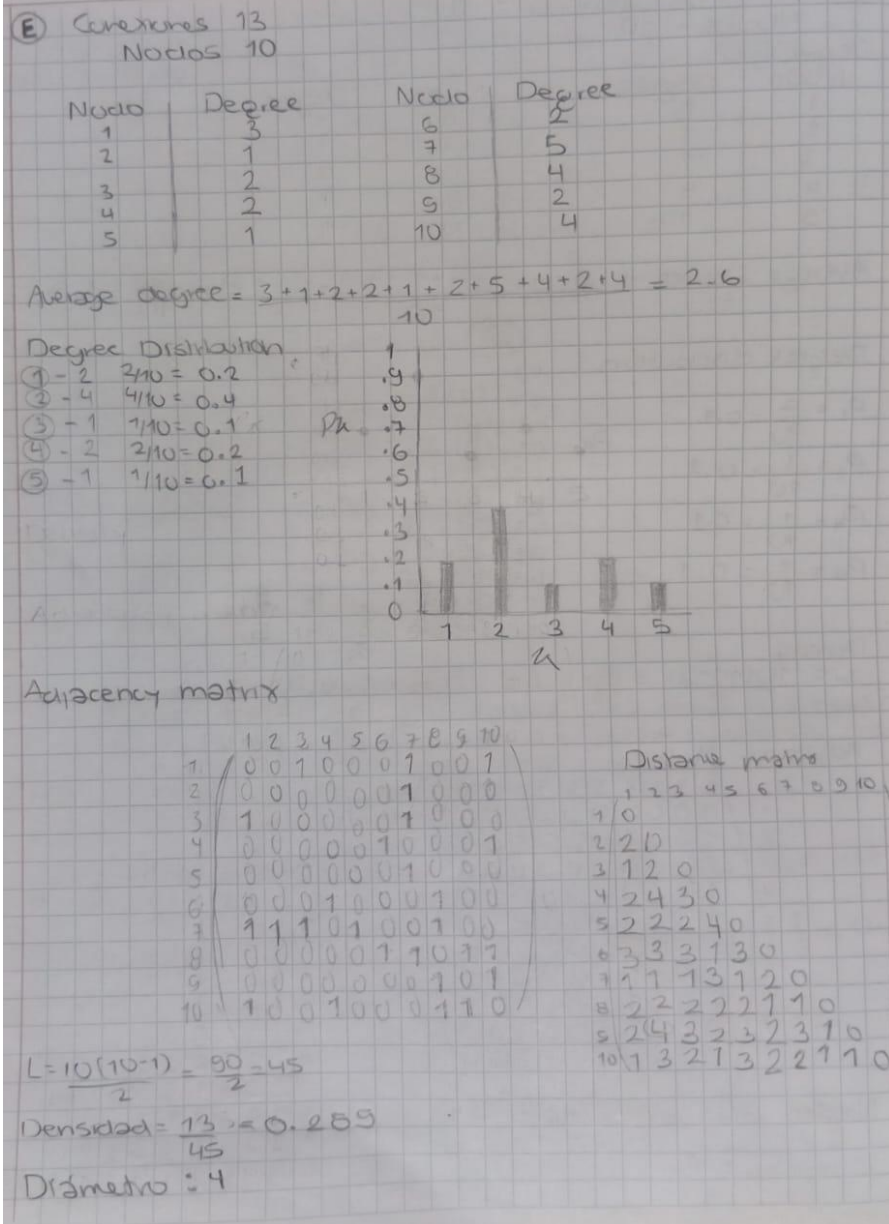 E Conexiones 13
Nodos 10
Nodo Degree
1 3
2 1
3 2
4 2
5 1
Nodo Degree
6 2
7 5
8 4
9 2
10 4
Average degree = 3+1+2+2+1+2+5+4+2+4 = 2.6
10
Degree Distribution
1 - 2 2/10 = 0.2
2 - 4 4/10 = 0.4
3 - 1 1/10 = 0.1
4 - 2 2/10 = 0.2
5 - 1 1/10 = 0.1
Pk
1
.9
.8
.7
.6
.5
.4
.3
.2
.1
0
1 2 3 4 5
k
Adjacency matrix
1 2 3 4 5 6 7 8 9 10
1 0 0 1 0 0 0 1 0 0 1
2 0 0 0 0 0 0 1 0 0 0
3 1 0 0 0 0 0 1 0 0 0
4 0 0 0 0 0 1 0 0 0 1
5 0 0 0 0 0 0 1 0 0 0
6 0 0 0 1 0 0 0 1 0 0
7 1 1 1 0 1 0 0 1 0 0
8 0 0 0 0 0 1 1 0 1 1
9 0 0 0 0 0 0 0 1 0 1
10 1 0 0 1 0 0 0 1 1 0
Distance matrix
1 2 3 4 5 6 7 8 9 10
1 0
2 2 0
3 1 2 0
4 2 4 3 0
5 2 2 2 4 0
6 3 3 3 1 3 0
7 1 1 1 3 1 2 0
8 2 2 2 2 2 1 1 0
9 2 4 3 2 3 2 3 1 0
10 1 3 2 1 3 2 2 1 1 0
L = 10(10-1) = 90 = 45
2 2
Densidad = 13 = 0.289
45
Diámetro : 4